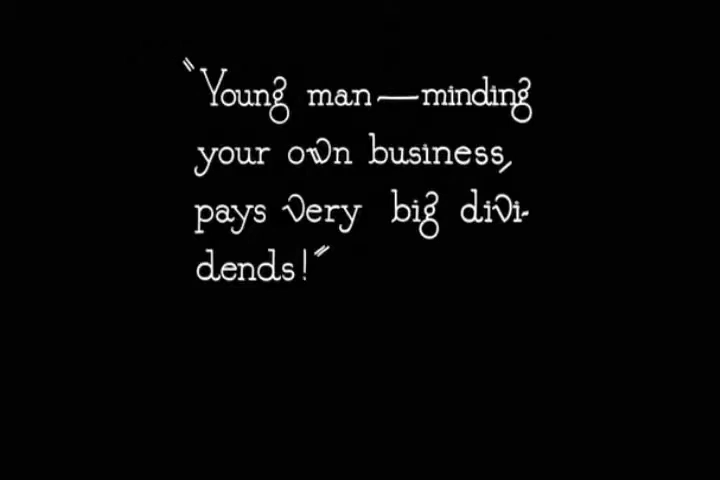 "Young man—minding
your own business,
pays very big divi-
dends!"